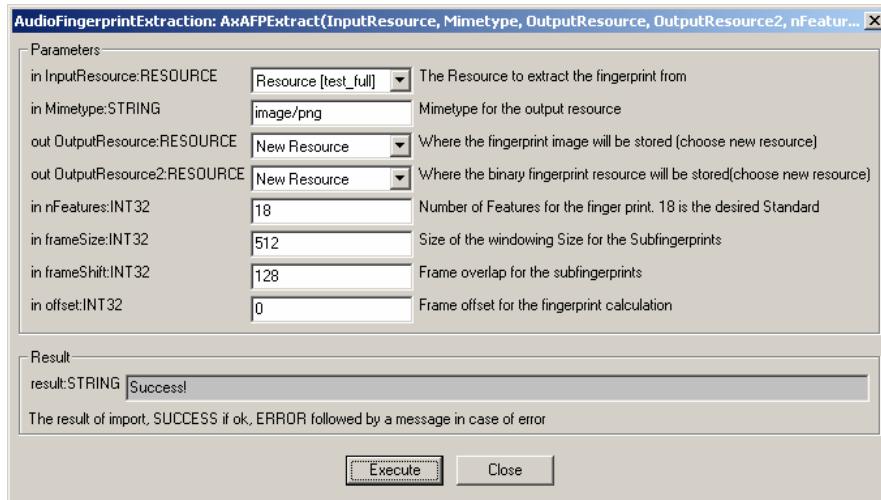 AudioFingerprintExtraction: AxAFPExtract(InputResource, Mimetype, OutputResource, OutputResource2, nFeatur... X
Parameters
in InputResource:RESOURCE Resource [test_full] The Resource to extract the fingerprint from
in Mimetype:STRING image/png Mimetype for the output resource
out OutputResource:RESOURCE New Resource Where the fingerprint image will be stored (choose new resource)
out OutputResource2:RESOURCE New Resource Where the binary fingerprint resource will be stored(choose new resource)
in nFeatures:INT32 18 Number of Features for the finger print. 18 is the desired Standard
in frameSize:INT32 512 Size of the windowing Size for the Subfingerprints
in frameShift:INT32 128 Frame overlap for the subfingerprints
in offset:INT32 0 Frame offset for the fingerprint calculation
Result
result:STRING Success!
The result of import, SUCCESS if ok, ERROR followed by a message in case of error
Execute Close